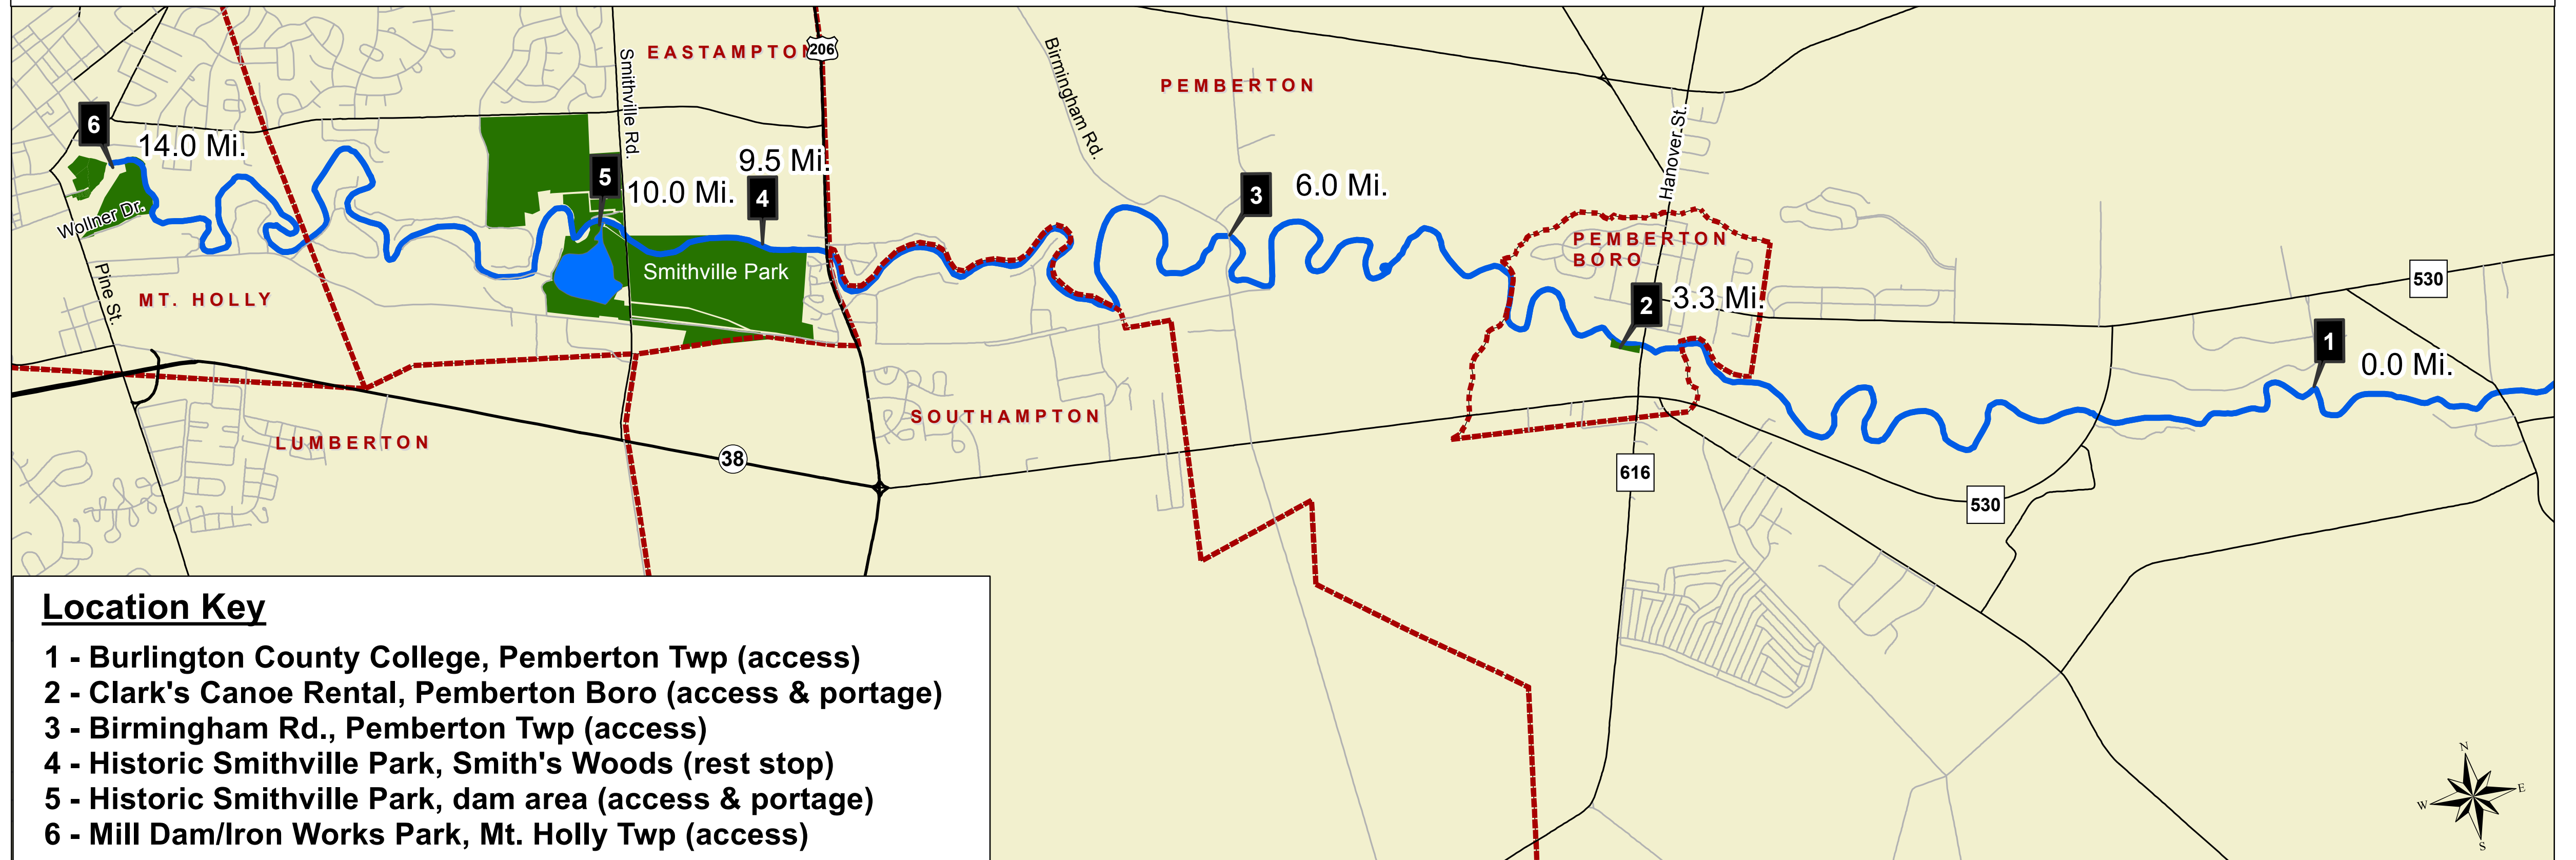 EASTAMPTON
206
Smithville Rd.
Birmingham Rd.
PEMBERTON
Hanover St.
6
14.0 Mi.
5
10.0 Mi.
9.5 Mi.
4
3
6.0 Mi.
Wollner Dr.
PEMBERTON
BORO
Smithville Park
530
MT. HOLLY
Pine St.
2
3.3 Mi.
1
0.0 Mi.
SOUTHAMPTON
LUMBERTON
38
616
530
Location Key
1 - Burlington County College, Pemberton Twp (access)
2 - Clark's Canoe Rental, Pemberton Boro (access & portage)
3 - Birmingham Rd., Pemberton Twp (access)
4 - Historic Smithville Park, Smith's Woods (rest stop)
5 - Historic Smithville Park, dam area (access & portage)
6 - Mill Dam/Iron Works Park, Mt. Holly Twp (access)
N
W
E
S